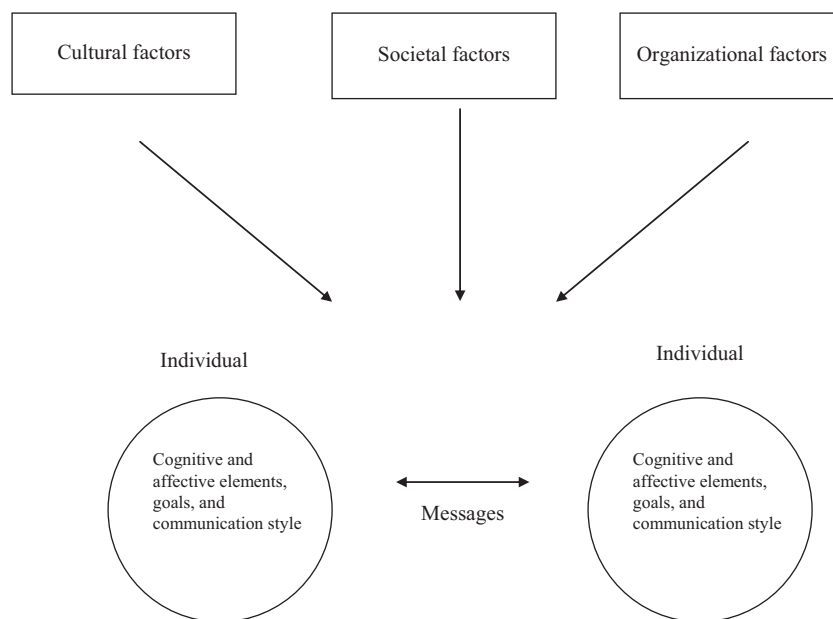 Cultural factors
Societal factors
Organizational factors
Individual
Individual
Cognitive and
affective elements,
goals, and
communication style
Messages
Cognitive and
affective elements,
goals, and
communication style